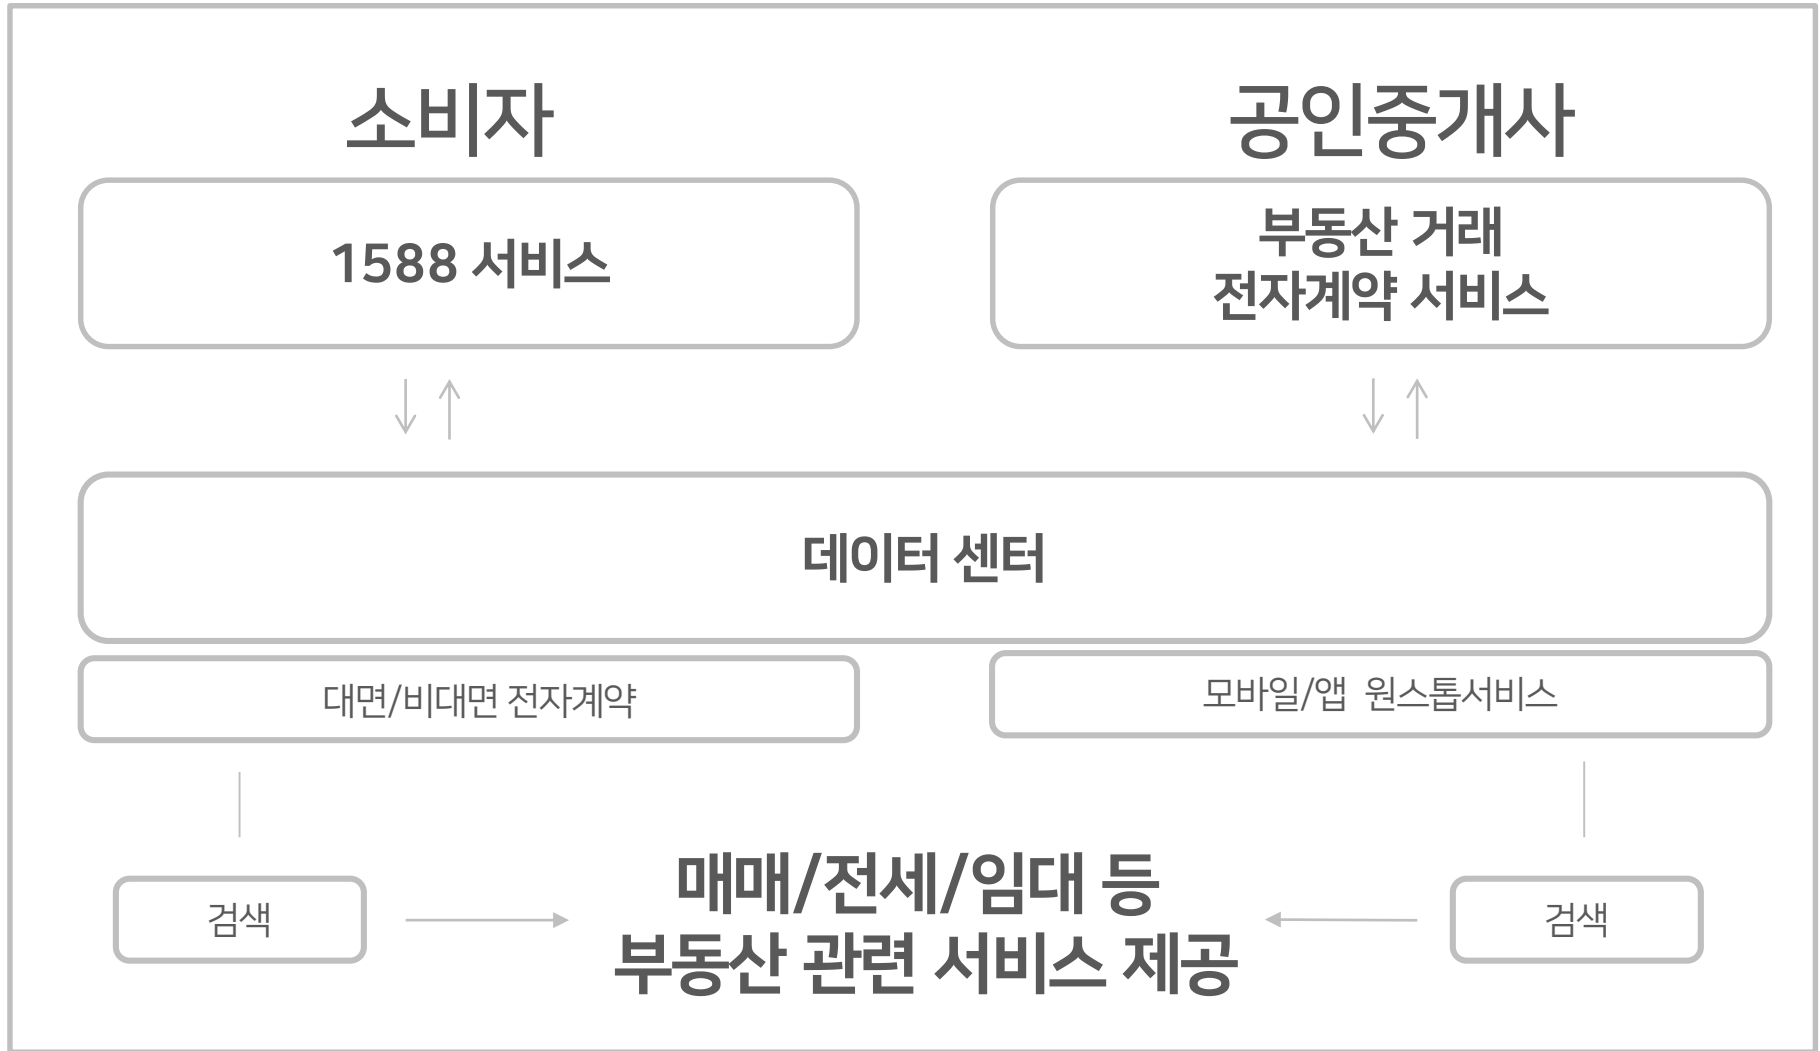 소비자
공인중개사
1588 서비스
부동산 거래
전자계약 서비스
데이터 센터
대면/비대면 전자계약
모바일/앱 원스톱서비스
매매/전세/임대 등
부동산 관련 서비스 제공
검색
검색